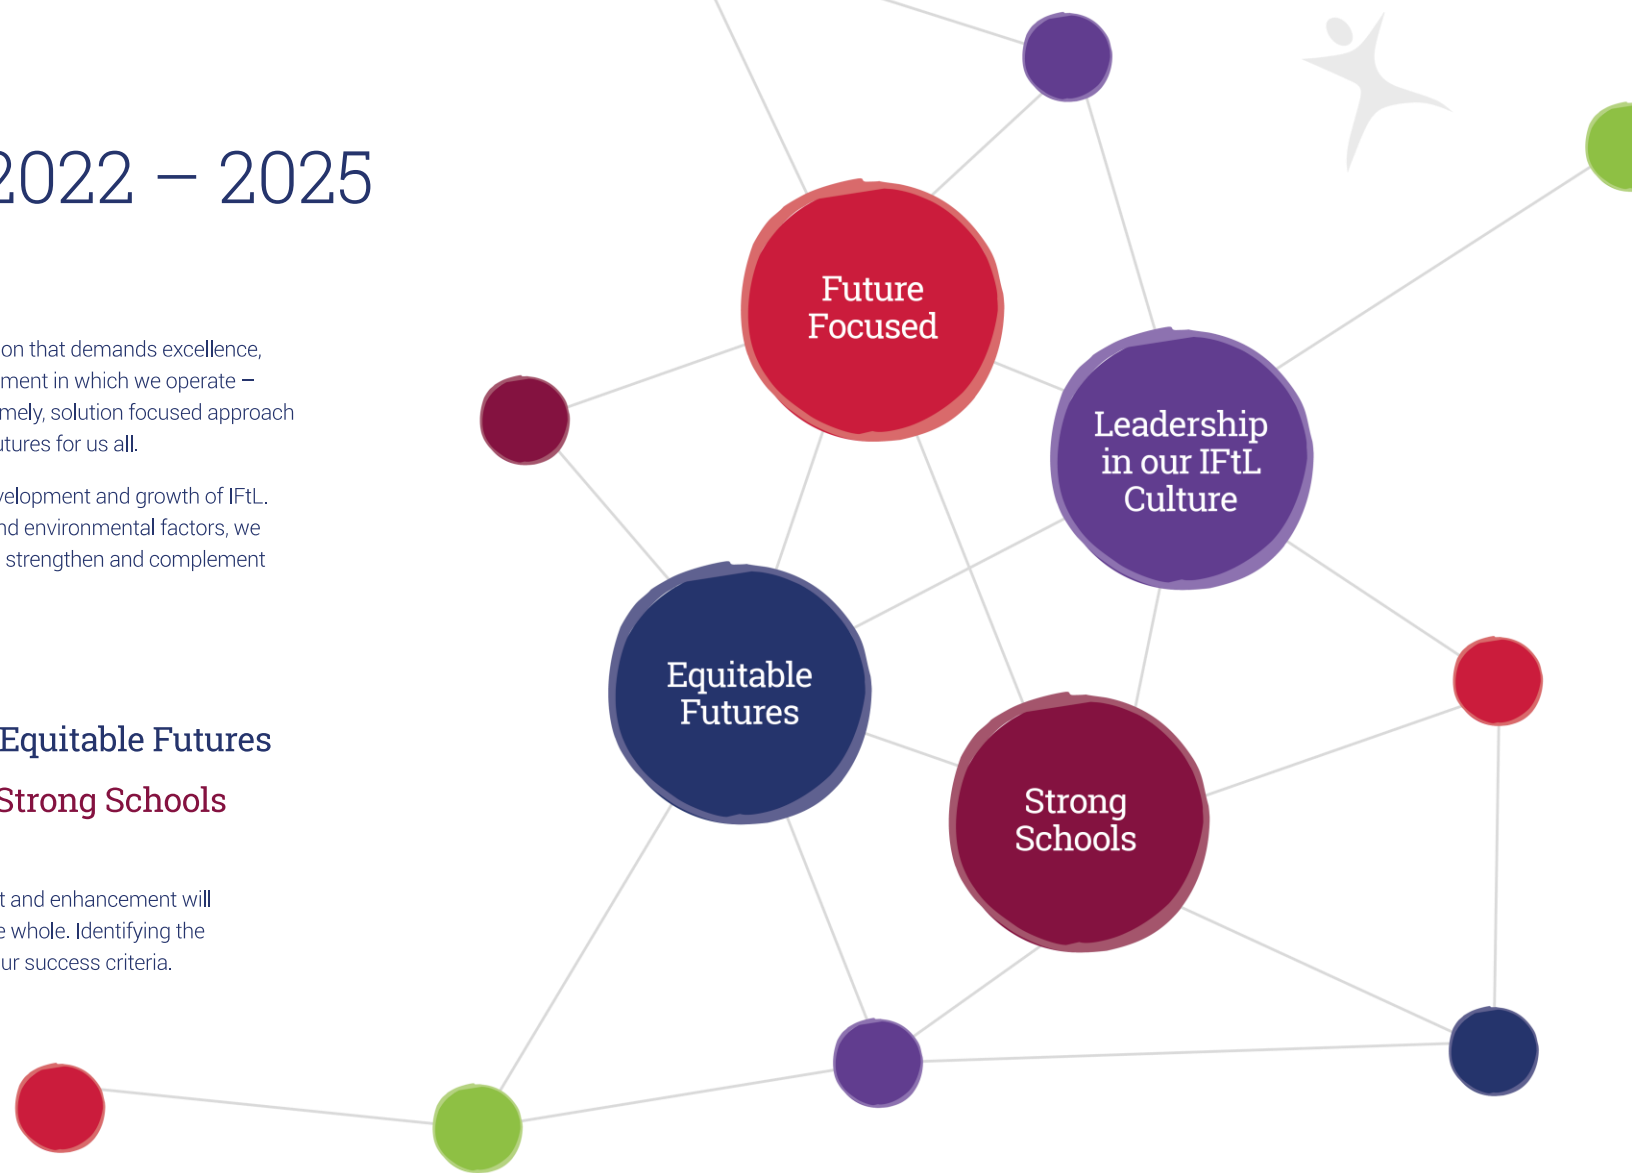 2022 – 2025
on that demands excellence,
ment in which we operate –
mely, solution focused approach
utures for us all.
velopment and growth of IFtL.
nd environmental factors, we
strengthen and complement
Equitable Futures
Strong Schools
t and enhancement will
e whole. Identifying the
ur success criteria.
Future
Focused
Leadership
in our IFtL
Culture
Equitable
Futures
Strong
Schools